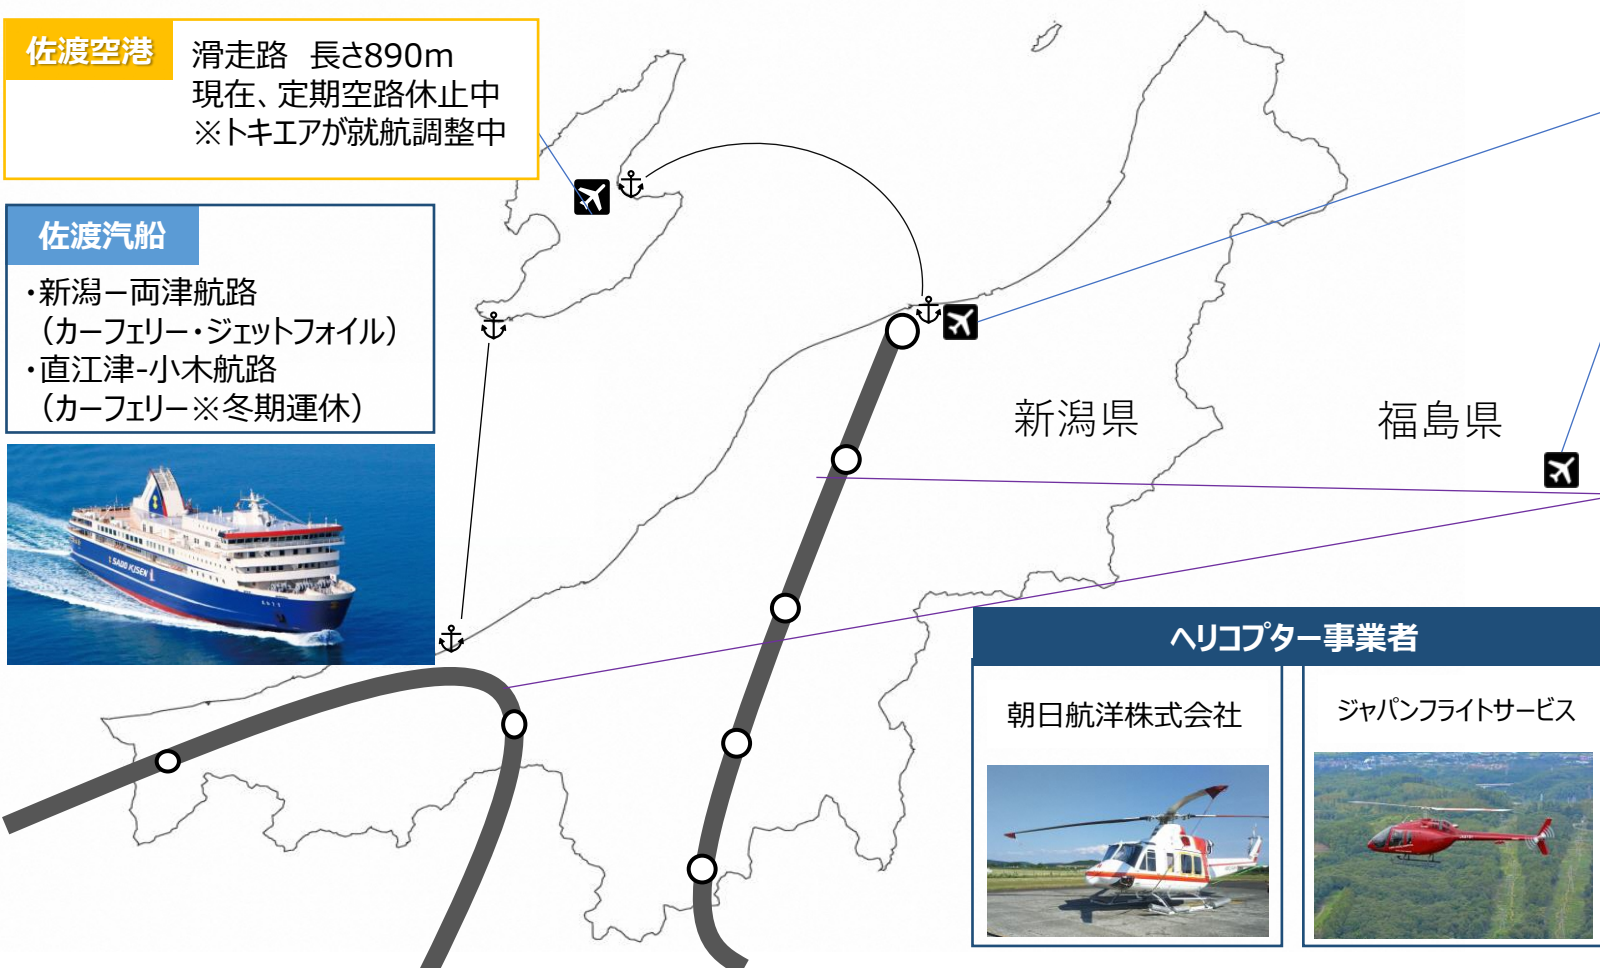 佐渡空港
滑走路　長さ890m
現在、定期空路休止中
※トキエアが就航調整中
佐渡汽船
・新潟－両津航路
（カーフェリー・ジェットフォイル）
・直江津-小木航路
（カーフェリー※冬期運休）
SADO KISEN
新潟県
福島県
ヘリコプター事業者
朝日航洋株式会社
ジャパンフライトサービス